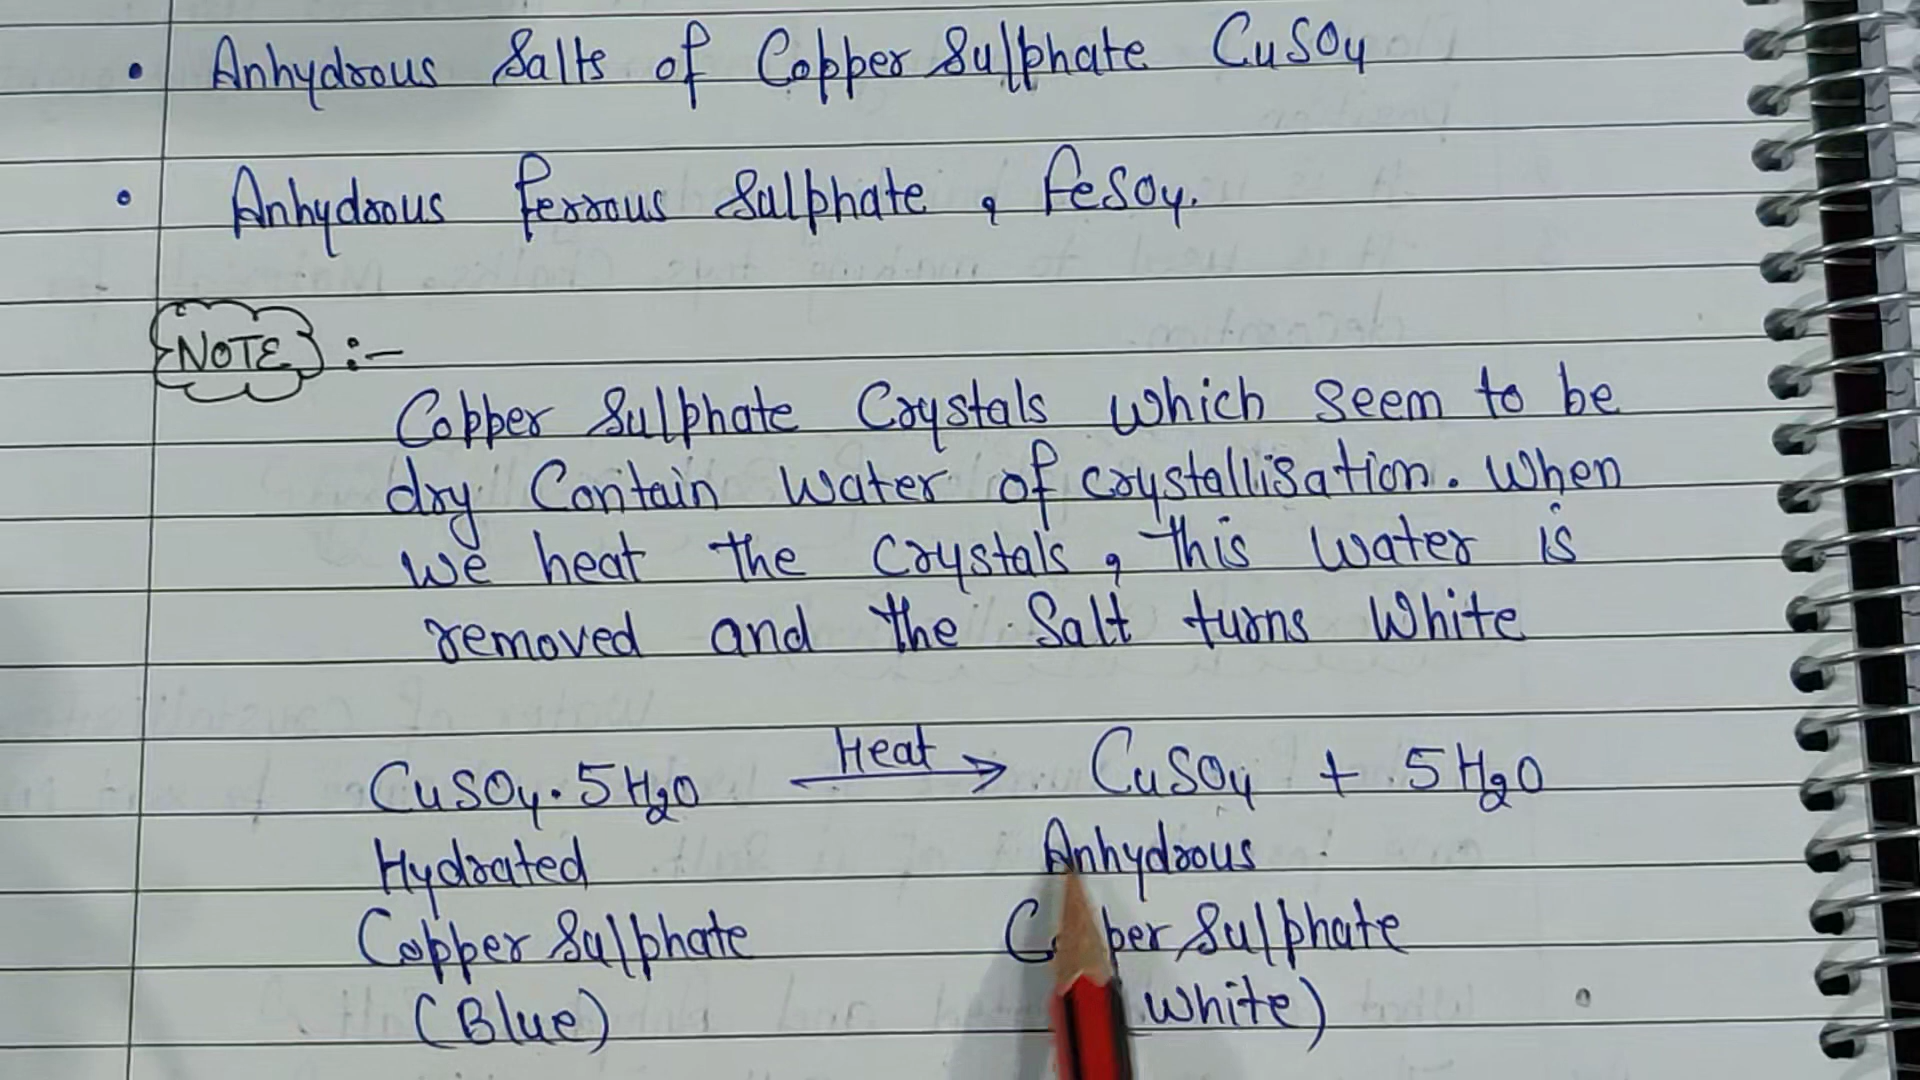 • Anhydrous Salts of Copper Sulphate CuSO4
• Anhydrous ferrous Sulphate, FeSO4.
NOTE :-
Copper Sulphate Crystals which seem to be
dry Contain Water of crystallisation. When
we heat the Crystals, this water is
removed and the Salt turns White
CuSO4·5H2O Heat → CuSO4 + 5H2O
Hydrated Anhydrous
Copper Sulphate Sulphate
(Blue) White)